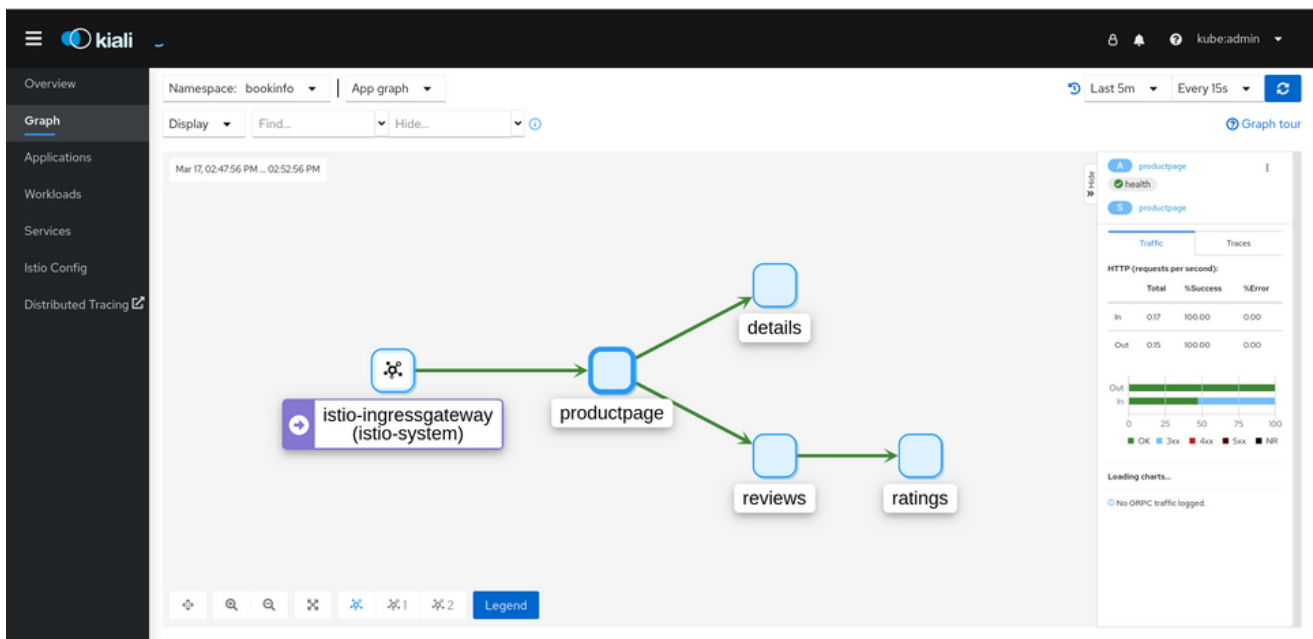 kiali
kube:admin
Overview
Graph
Applications
Workloads
Services
Istio Config
Distributed Tracing
Namespace: bookinfo
App graph
Last 5m
Every 15s
Display
Find...
Hide...
Graph tour
Mar 17, 02:47:56 PM ... 02:52:56 PM
details
istio-ingressgateway
(istio-system)
productpage
reviews
ratings
1
2
Legend
Hide
A productpage
health
S productpage
Traffic Traces
HTTP (requests per second):
Total %Success %Error
In 0.17 100.00 0.00
Out 0.15 100.00 0.00
Out
In
0 25 50 75 100
OK 3xx 4xx 5xx NR
Loading charts...
No GRPC traffic logged.